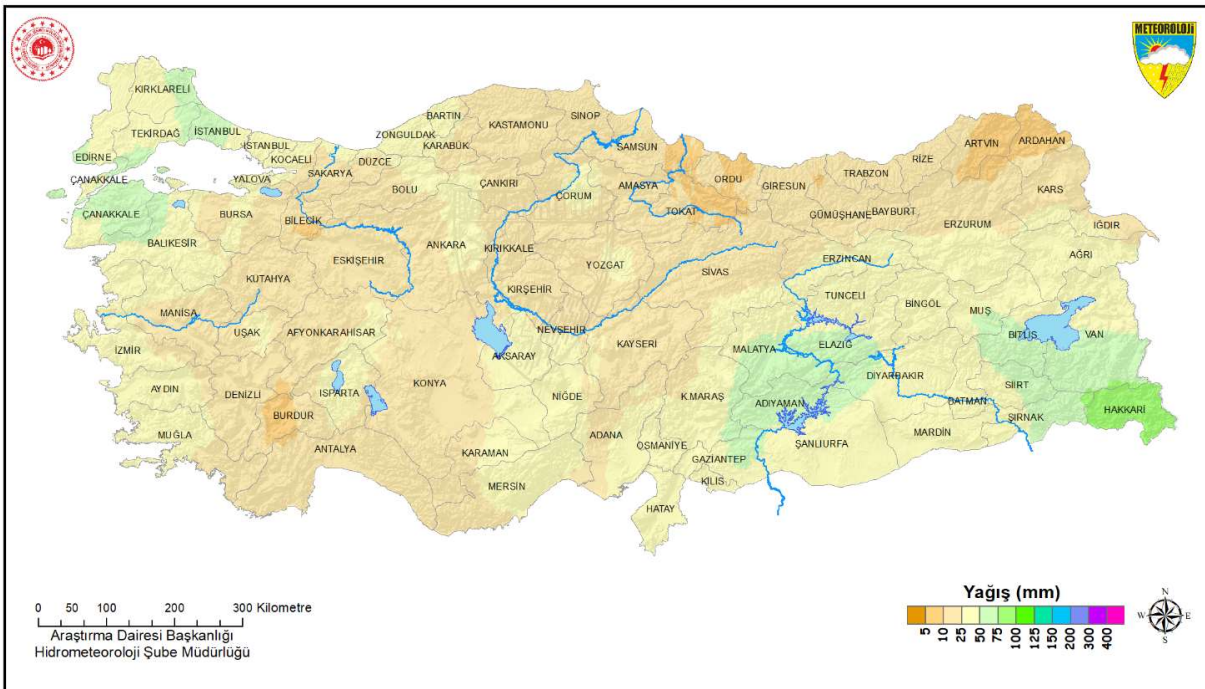 METEOROLOJİ
KIRKLARELİ
TEKİRDAĞ
İSTANBUL
EDİRNE
İSTANBUL
KOCAELİ
ÇANAKKALE
YALOVA
SAKARYA
DÜZCE
ZONGULDAK
BARTIN
KARABÜK
KASTAMONU
SİNOP
SAMSUN
ORDU
GİRESUN
TRABZON
RİZE
ARTVİN
ARDAHAN
ÇANAKKALE
BURSA
BİLECİK
BOLU
ÇANKIRI
ÇORUM
AMASYA
TOKAT
GÜMÜŞHANE
BAYBURT
ERZURUM
KARS
IĞDIR
BALIKESİR
ESKİŞEHİR
ANKARA
KIRIKKALE
YOZGAT
SİVAS
ERZİNCAN
AĞRI
KÜTAHYA
KIRŞEHİR
TUNCELİ
BİNGÖL
MUŞ
MANİSA
UŞAK
AFYONKARAHİSAR
NEVŞEHİR
KAYSERİ
MALATYA
ELAZIĞ
BİTLİS
VAN
İZMİR
AKSARAY
DİYARBAKIR
AYDIN
DENİZLİ
ISPARTA
KONYA
NİĞDE
K.MARAŞ
ADIYAMAN
BATMAN
SİİRT
ŞIRNAK
HAKKARİ
BURDUR
MUĞLA
ANTALYA
KARAMAN
ADANA
OSMANİYE
GAZİANTEP
ŞANLIURFA
MARDİN
MERSİN
KİLİS
HATAY
0 50 100 200 300 Kilometre
Araştırma Dairesi Başkanlığı
Hidrometeoroloji Şube Müdürlüğü
Yağış (mm)
5 10 25 50 75 100 125 150 200 300 400
N
W E
S